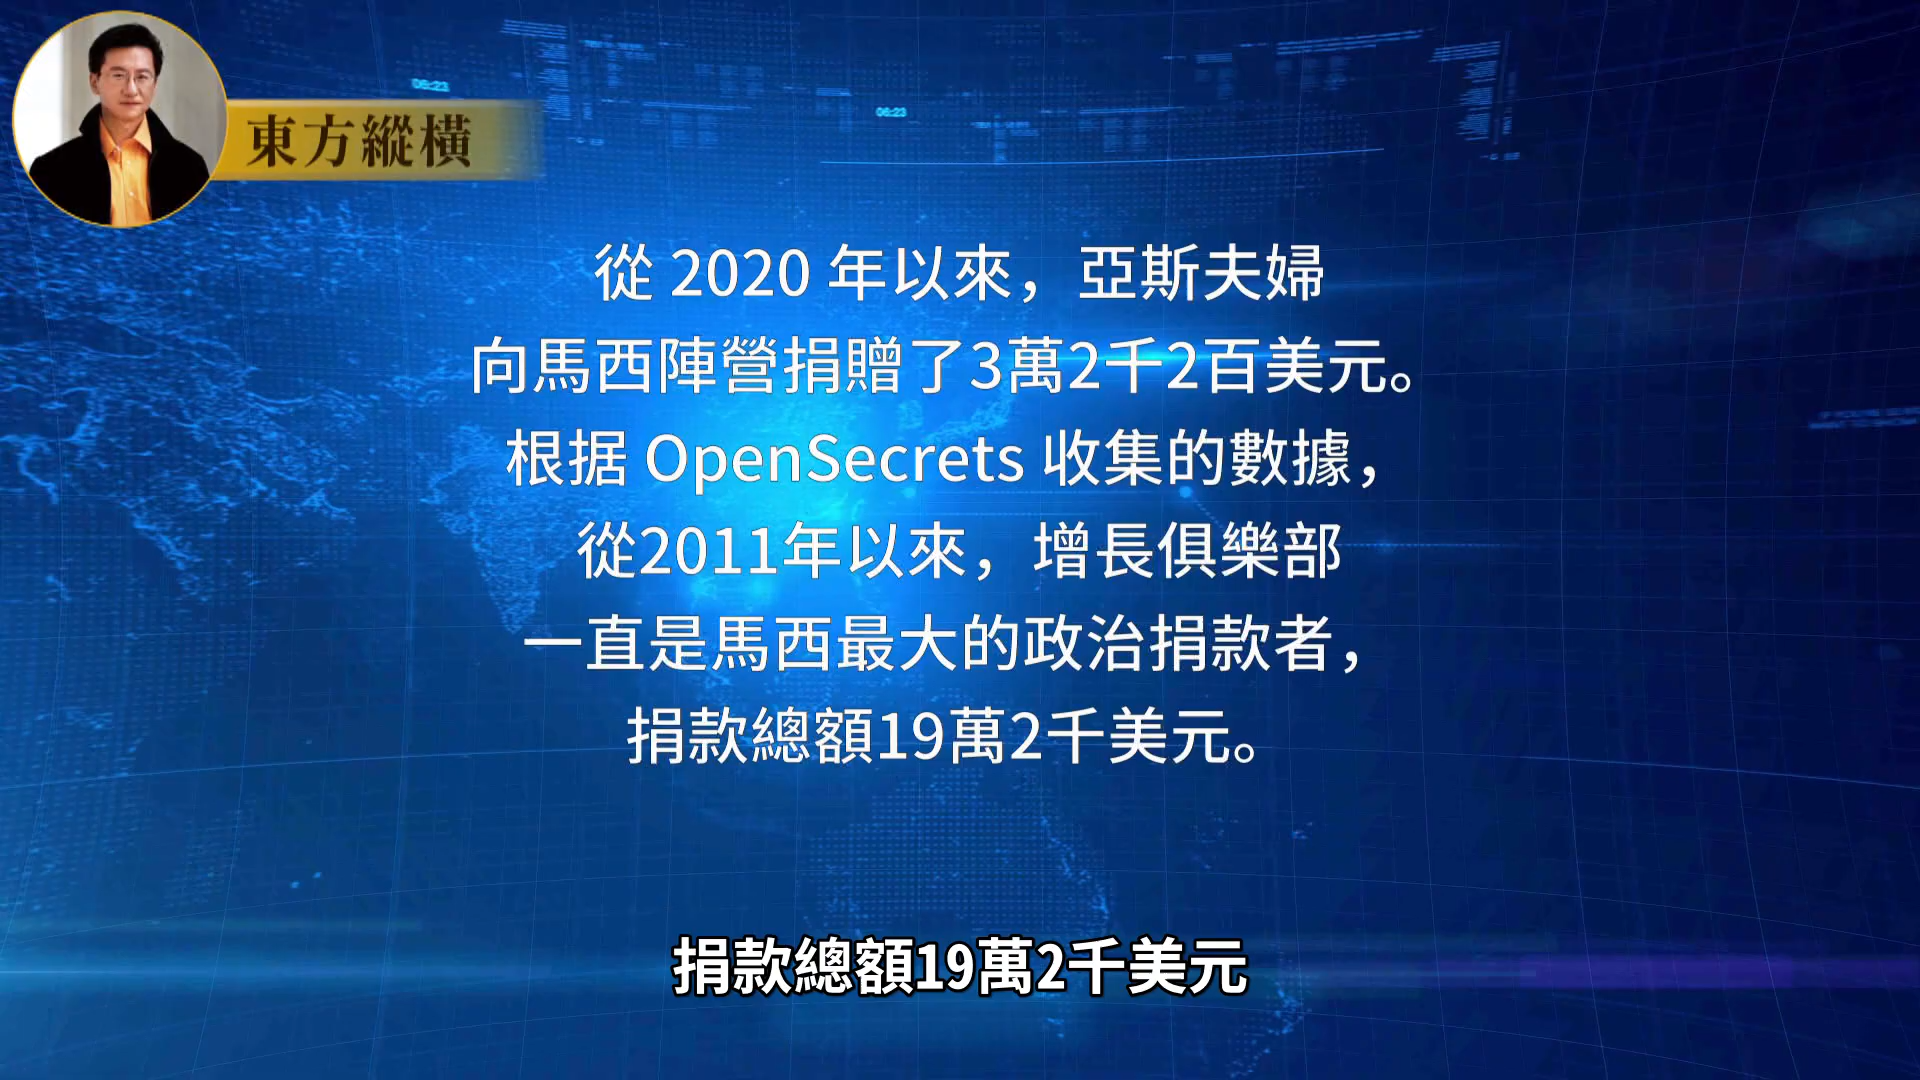 東方縱橫
08:23
08:23
從 2020 年以來，亞斯夫婦
向馬西陣營捐贈了3萬2千2百美元。
根据 OpenSecrets 收集的數據，
從2011年以來，增長俱樂部
一直是馬西最大的政治捐款者，
捐款總額19萬2千美元。
捐款總額19萬2千美元